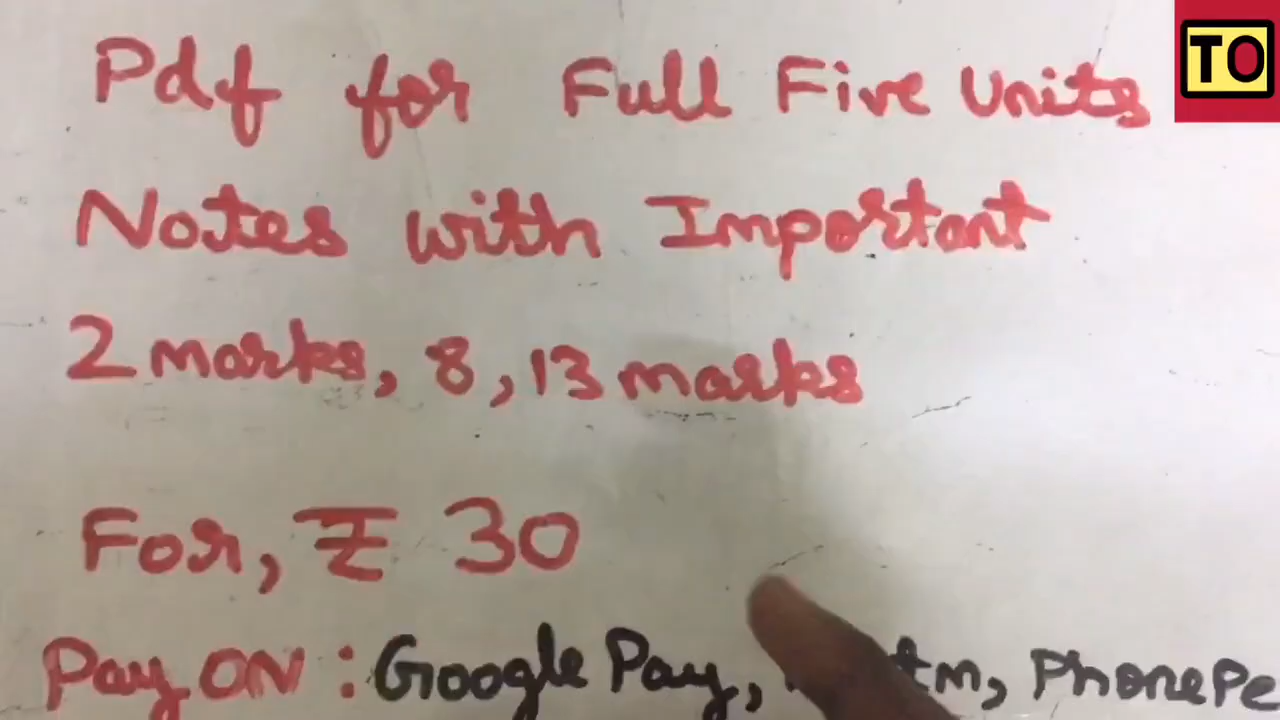 TO
Pdf for Full Five Units
Notes with Important
2 marks, 8, 13 marks
For, ₹ 30
Pay ON : Google Pay, PhonePe